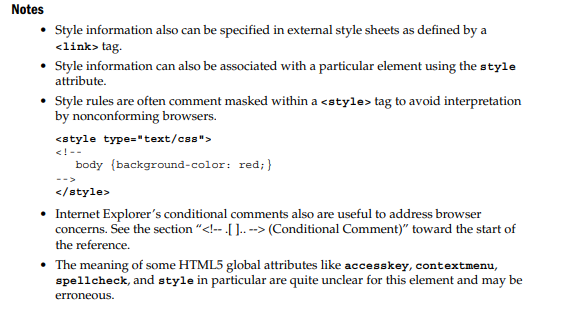 Notes
• Style information also can be specified in external style sheets as defined by a
<link> tag.
• Style information can also be associated with a particular element using the style
attribute.
• Style rules are often comment masked within a <style> tag to avoid interpretation
by nonconforming browsers.
<style type="text/css">
<!--
body {background-color: red;}
-->
</style>
• Internet Explorer's conditional comments also are useful to address browser
concerns. See the section "<!-- .[ ].. --> (Conditional Comment)" toward the start of
the reference.
• The meaning of some HTML5 global attributes like accesskey, contextmenu,
spellcheck, and style in particular are quite unclear for this element and may be
erroneous.